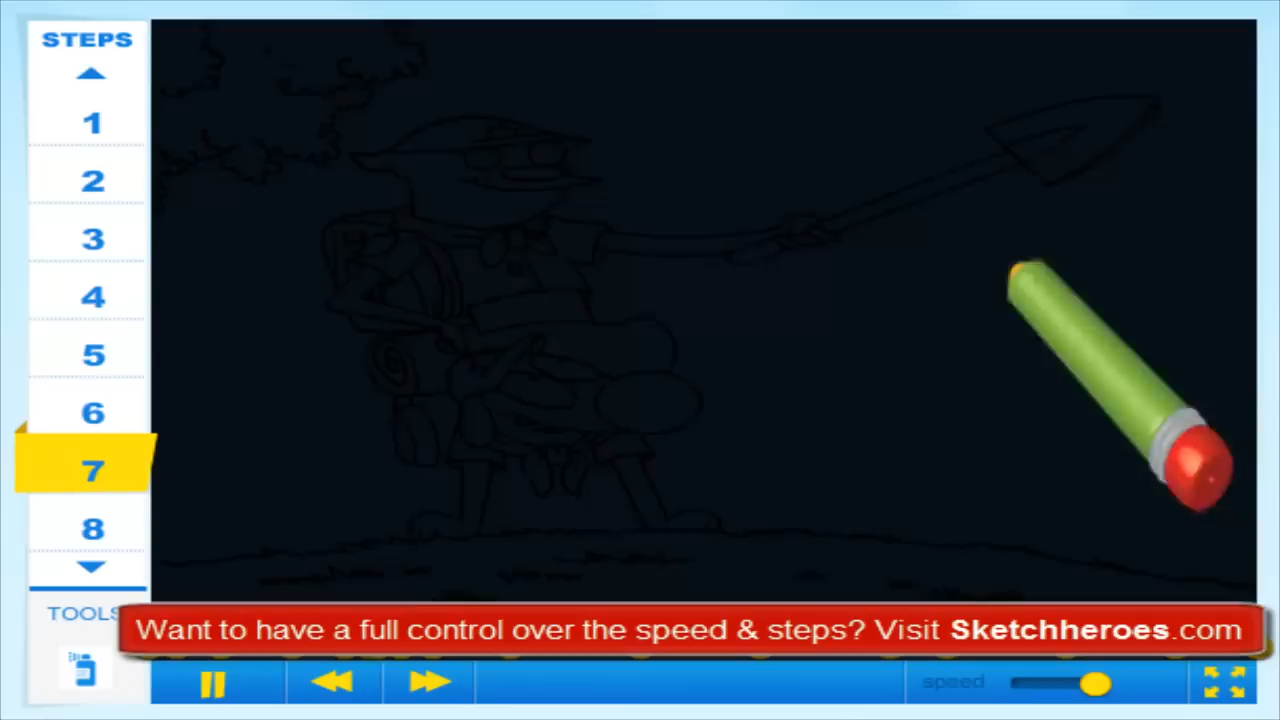 STEPS
1
2
3
4
5
6
7
8
TOOLS
Want to have a full control over the speed & steps? Visit Sketchheroes.com
speed